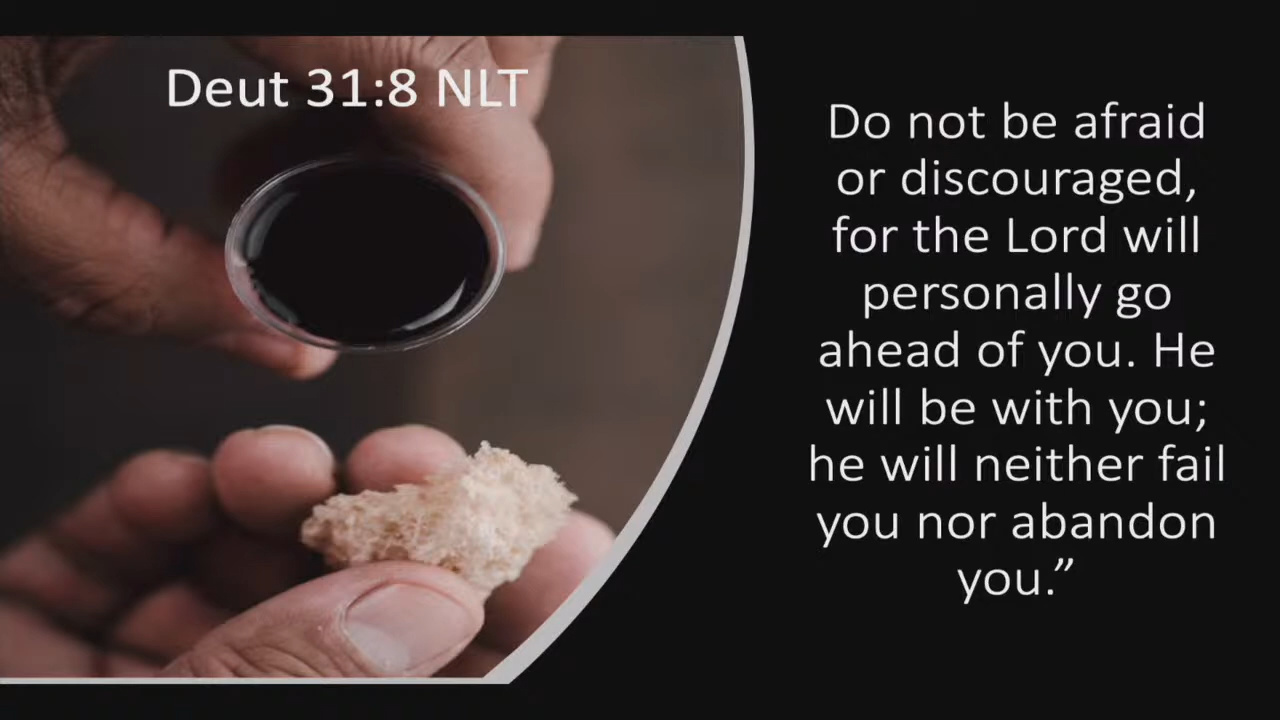 Deut 31:8 NLT
Do not be afraid
or discouraged,
for the Lord will
personally go
ahead of you. He
will be with you;
he will neither fail
you nor abandon
you.”